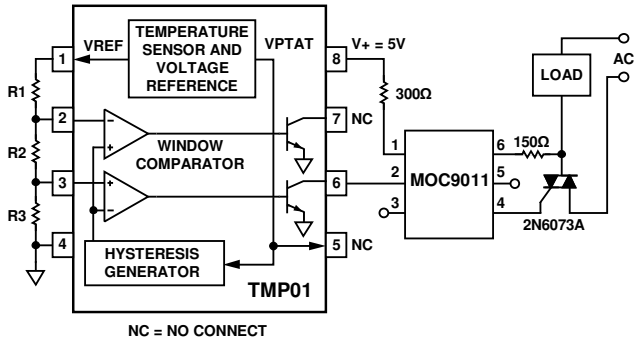 TEMPERATURE
SENSOR AND
VOLTAGE
REFERENCE
VREF
VPTAT
1
2
3
4
R1
R2
R3
WINDOW
COMPARATOR
HYSTERESIS
GENERATOR
TMP01
8
7
6
5
V+ = 5V
NC
NC
300Ω
MOC9011
1
2
3
6
5
4
150Ω
LOAD
AC
2N6073A
NC = NO CONNECT